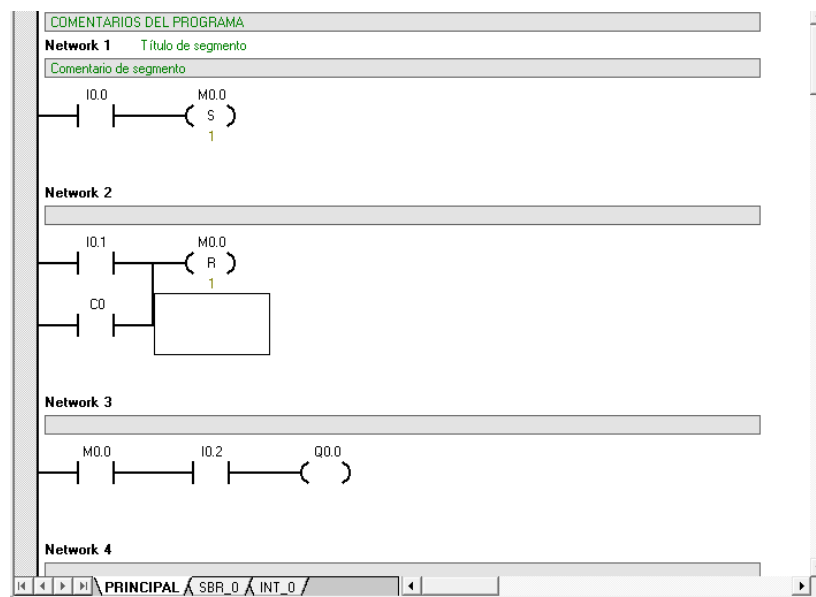 COMENTARIOS DEL PROGRAMA
Network 1 Título de segmento
Comentario de segmento
I0.0 M0.0
S
1
Network 2
I0.1 M0.0
R
1
C0
Network 3
M0.0 I0.2 Q0.0
Network 4
PRINCIPAL SBR_0 INT_0